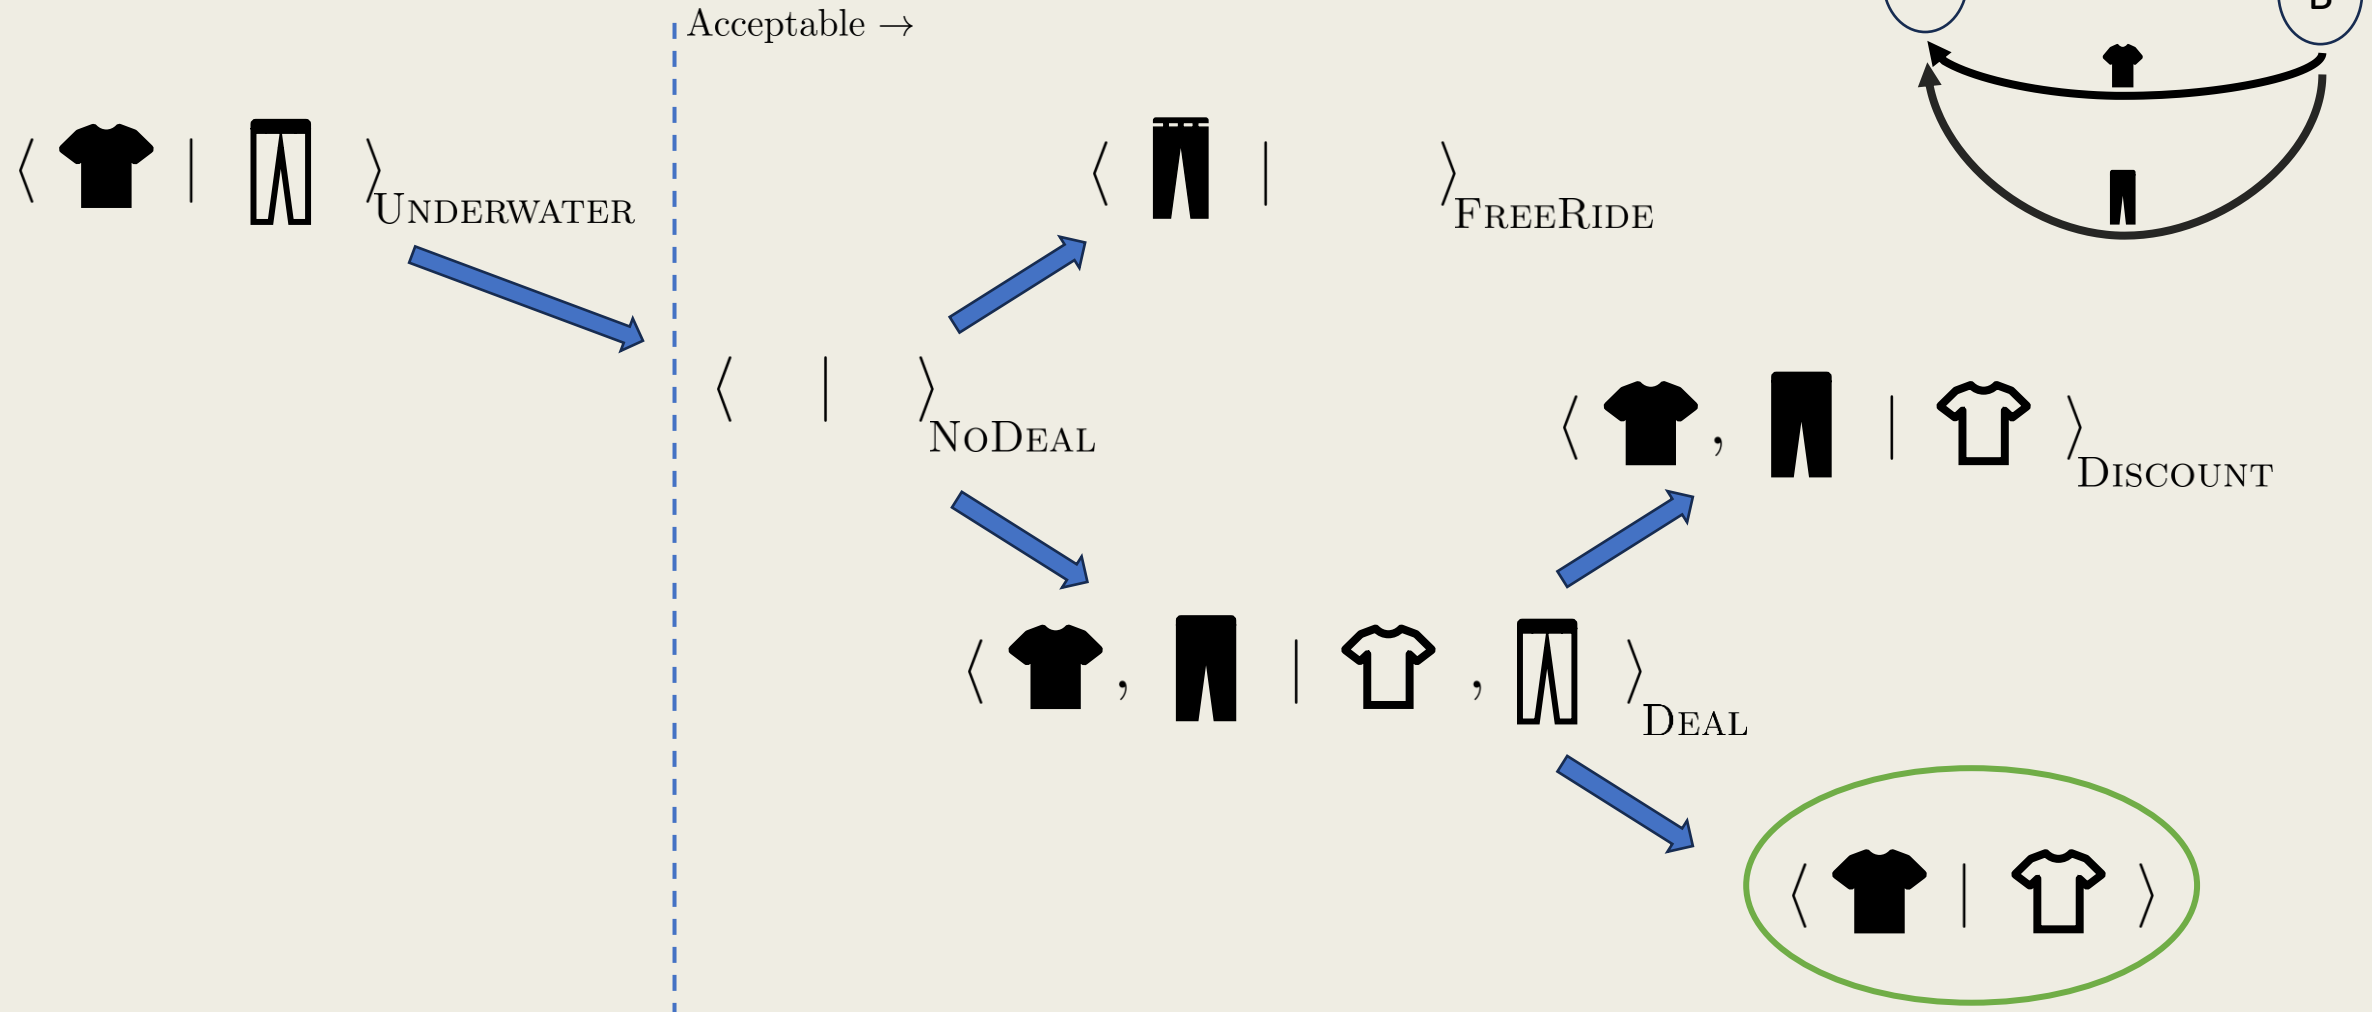 Acceptable →
B
⟨ | ⟩UNDERWATER
⟨ | ⟩FREERIDE
⟨ | ⟩NODEAL
⟨ , | ⟩DISCOUNT
⟨ , | , ⟩DEAL
⟨ | ⟩